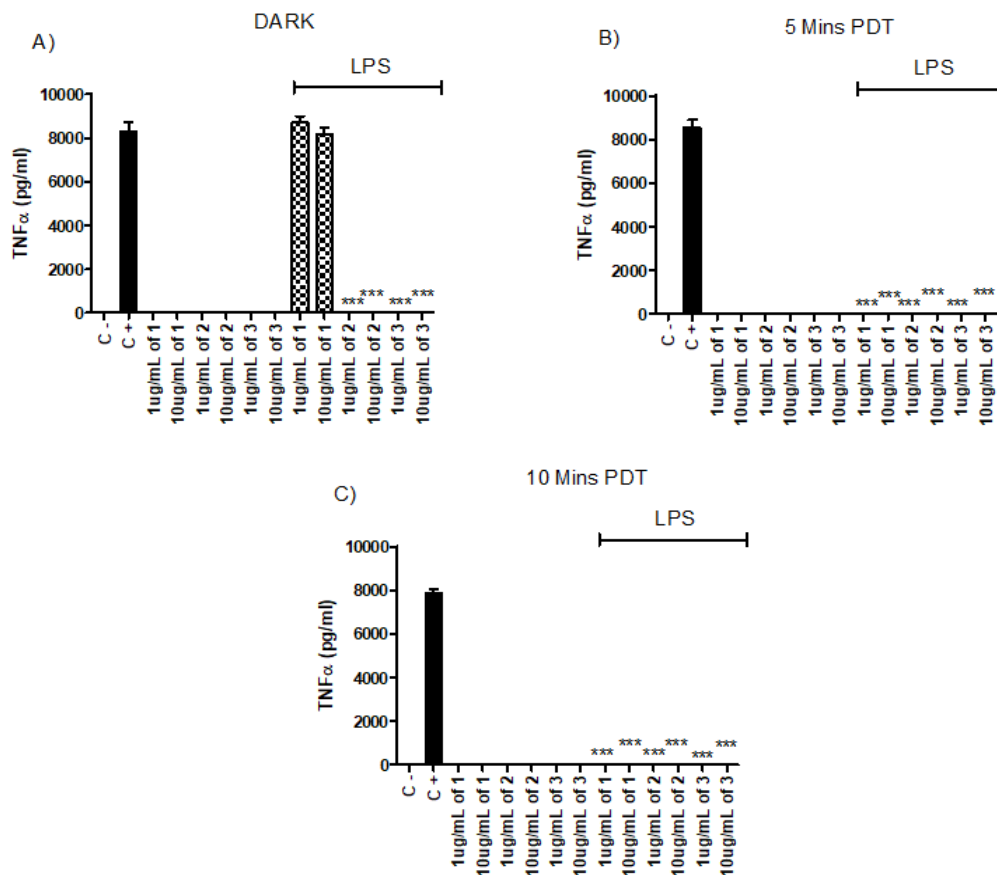 DARK
A)
LPS
10000
8000
6000
4000
2000
0
TNFα (pg/ml)
*** *** *** ***
C -
C +
1ug/mL of 1
10ug/mL of 1
1ug/mL of 2
10ug/mL of 2
1ug/mL of 3
10ug/mL of 3
1ug/mL of 1
10ug/mL of 1
1ug/mL of 2
10ug/mL of 2
1ug/mL of 3
10ug/mL of 3
5 Mins PDT
B)
LPS
10000
8000
6000
4000
2000
0
TNFα (pg/ml)
*** *** *** *** *** ***
C -
C +
1ug/mL of 1
10ug/mL of 1
1ug/mL of 2
10ug/mL of 2
1ug/mL of 3
10ug/mL of 3
1ug/mL of 1
10ug/mL of 1
1ug/mL of 2
10ug/mL of 2
1ug/mL of 3
10ug/mL of 3
10 Mins PDT
C)
LPS
10000
8000
6000
4000
2000
0
TNFα (pg/ml)
*** *** *** *** *** ***
C -
C +
1ug/mL of 1
10ug/mL of 1
1ug/mL of 2
10ug/mL of 2
1ug/mL of 3
10ug/mL of 3
1ug/mL of 1
10ug/mL of 1
1ug/mL of 2
10ug/mL of 2
1ug/mL of 3
10ug/mL of 3